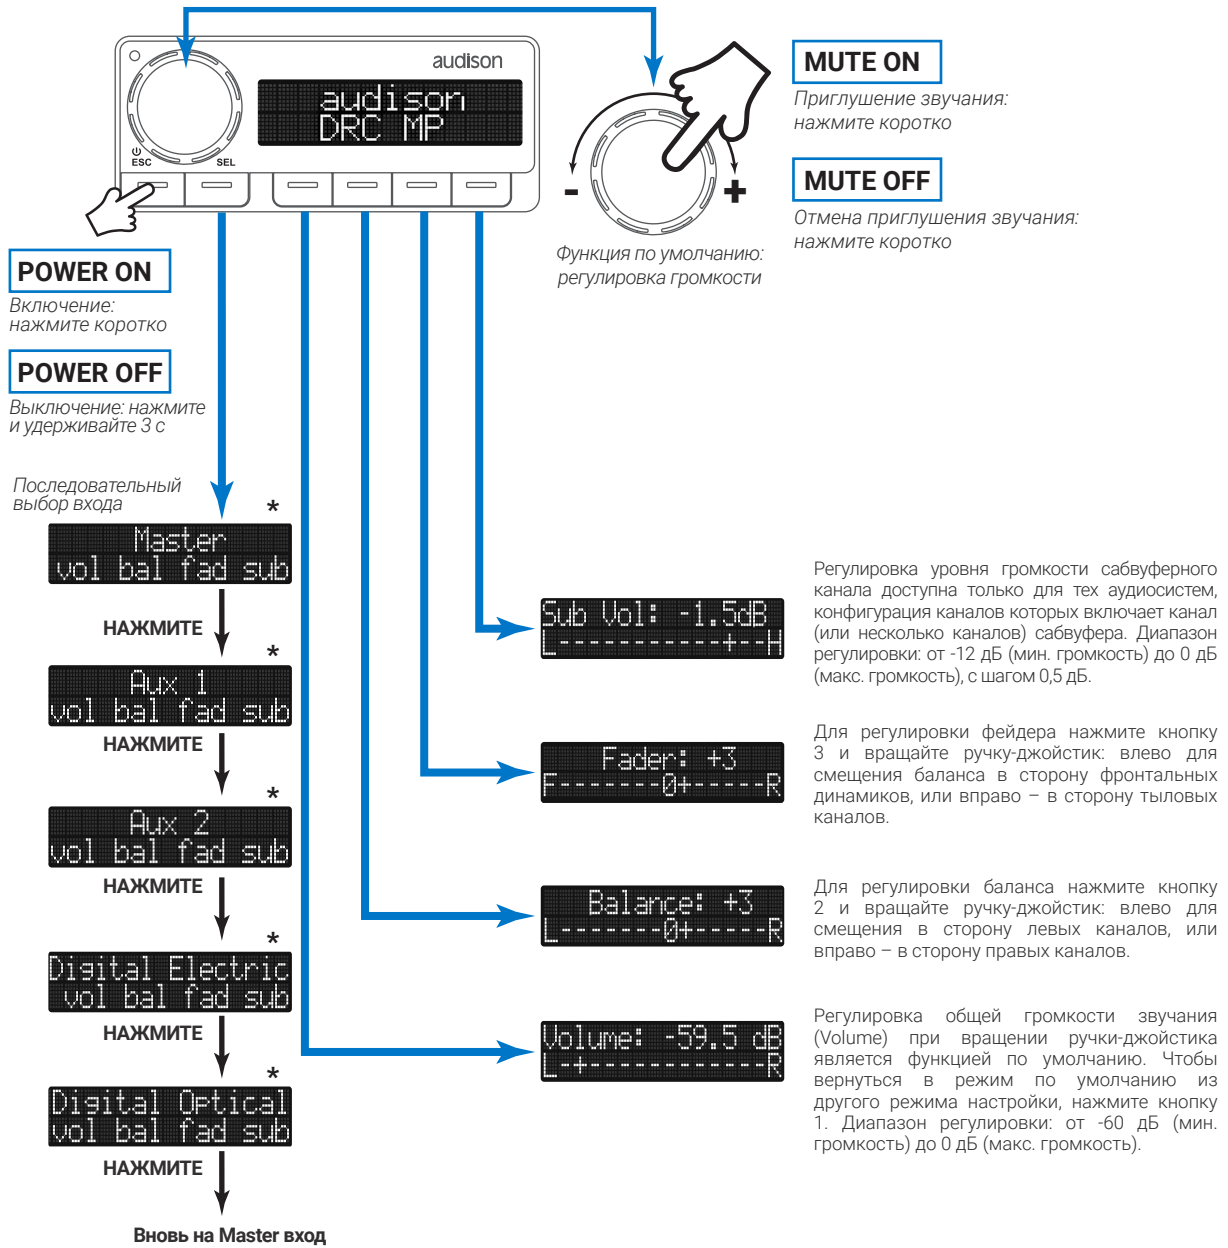 audison
audison
DRC MP
ESC
SEL
-
+
MUTE ON
Приглушение звучания:
нажмите коротко
MUTE OFF
Отмена приглушения звучания:
нажмите коротко
Функция по умолчанию:
регулировка громкости
POWER ON
Включение:
нажмите коротко
POWER OFF
Выключение: нажмите
и удерживайте 3 с
Последовательный
выбор входа
*
Master
vol bal fad sub
НАЖМИТЕ
*
Aux 1
vol bal fad sub
НАЖМИТЕ
*
Aux 2
vol bal fad sub
НАЖМИТЕ
*
Digital Electric
vol bal fad sub
НАЖМИТЕ
*
Digital Optical
vol bal fad sub
НАЖМИТЕ
Вновь на Master вход
Sub Vol: -1.5dB
L-----------+--H
Регулировка уровня громкости сабвуферного
канала доступна только для тех аудиосистем,
конфигурация каналов которых включает канал
(или несколько каналов) сабвуфера. Диапазон
регулировки: от -12 дБ (мин. громкость) до 0 дБ
(макс. громкость), с шагом 0,5 дБ.
Fader: +3
F-------0+-----R
Для регулировки фейдера нажмите кнопку
3 и вращайте ручку-джойстик: влево для
смещения баланса в сторону фронтальных
динамиков, или вправо – в сторону тыловых
каналов.
Balance: +3
L-------0+-----R
Для регулировки баланса нажмите кнопку
2 и вращайте ручку-джойстик: влево для
смещения в сторону левых каналов, или
вправо – в сторону правых каналов.
Volume: -59.5 dB
L-+------------R
Регулировка общей громкости звучания
(Volume) при вращении ручки-джойстика
является функцией по умолчанию. Чтобы
вернуться в режим по умолчанию из
другого режима настройки, нажмите кнопку
1. Диапазон регулировки: от -60 дБ (мин.
громкость) до 0 дБ (макс. громкость).